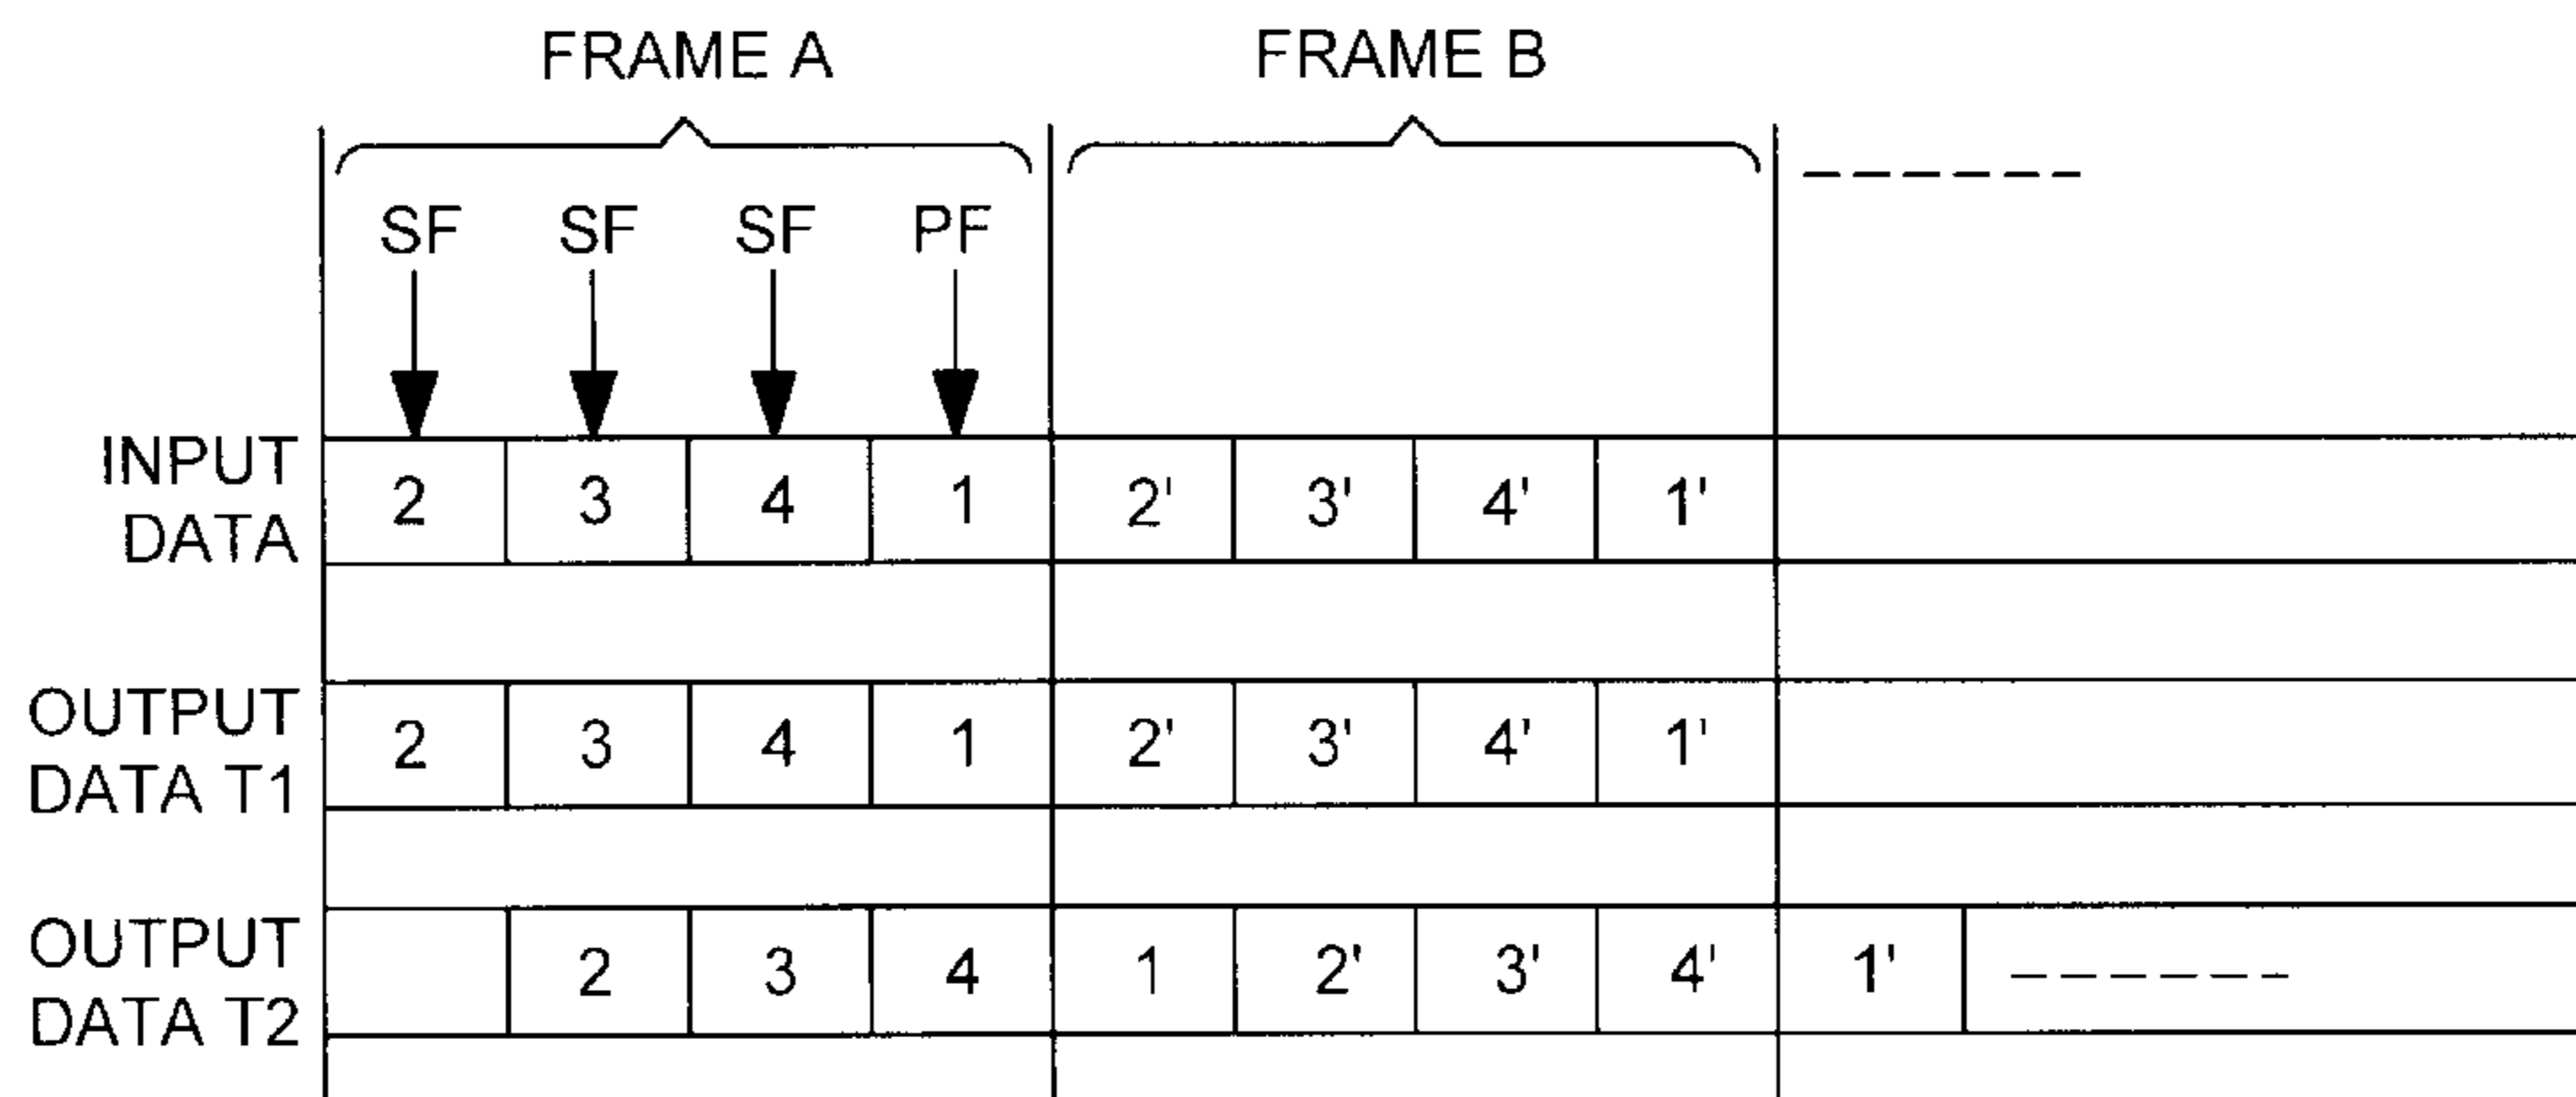 FRAME A FRAME B
SF SF SF PF
INPUT DATA 2 3 4 1 2' 3' 4' 1'
OUTPUT DATA T1 2 3 4 1 2' 3' 4' 1'
OUTPUT DATA T2 2 3 4 1 2' 3' 4' 1'